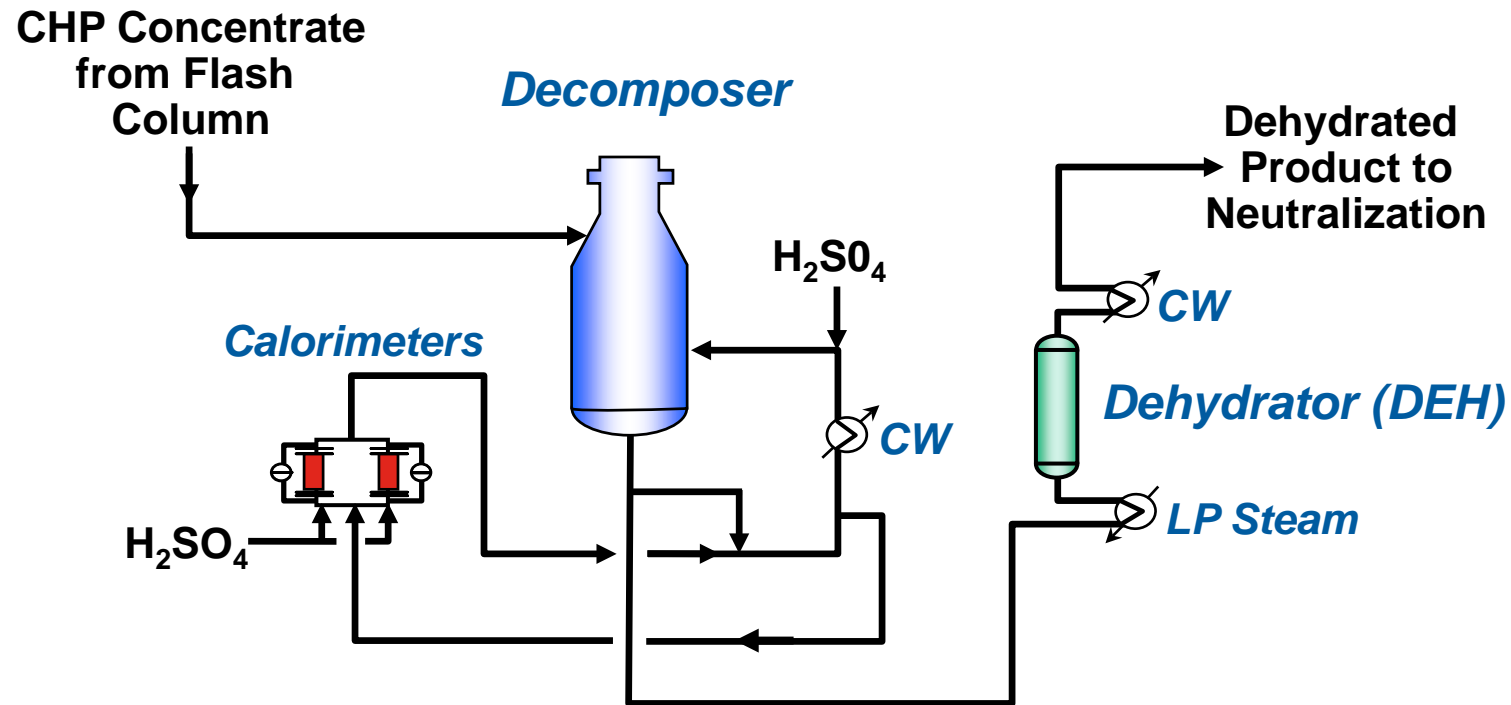 CHP Concentrate
from Flash
Column
Decomposer
Dehydrated
Product to
Neutralization
H₂S0₄
CW
Calorimeters
Dehydrator (DEH)
CW
LP Steam
H₂SO₄